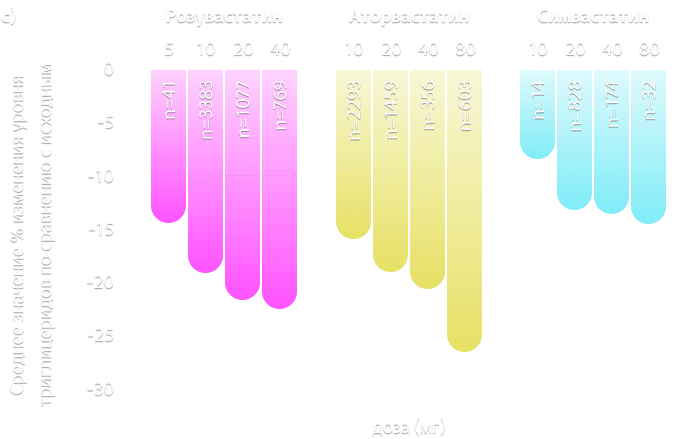 c)
Розувастатин Аторвастатин Симвастатин
5 10 20 40 10 20 40 80 10 20 40 80
Среднее значение % изменения уровня
триглицеридов по сравнению с исходным
0
-5
-10
-15
-20
-25
-30
n=41
n=3383
n=1077
n=769
n=2293
n=1459
n=356
n=603
n=14
n=828
n=174
n=32
доза (мг)